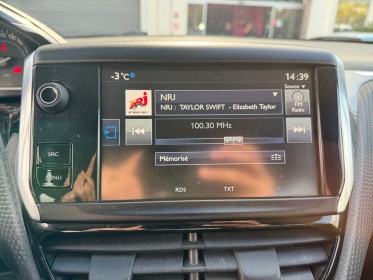 -3°C
14:39
Source
NRJ
NRJ : TAYLOR SWIFT - Elizabeth Taylor
NRJ
FM
Radio
100.30 MHz
SRC
Mémorisé
MENU
RDS
TXT